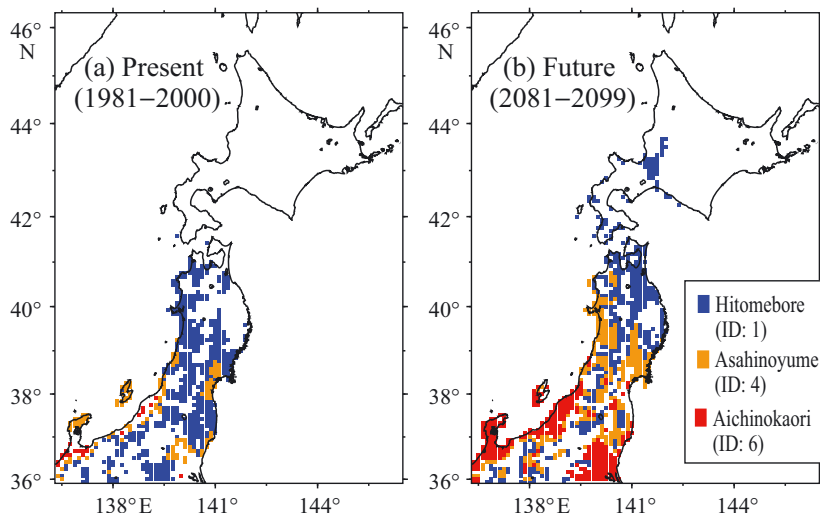 46°
N
44°
42°
40°
38°
36°
(a) Present
(1981−2000)
138° E
141°
144°
46°
N
44°
42°
40°
38°
36°
(b) Future
(2081−2099)
Hitomebore
(ID: 1)
Asahinoyume
(ID: 4)
Aichinokaori
(ID: 6)
138° E
141°
144°